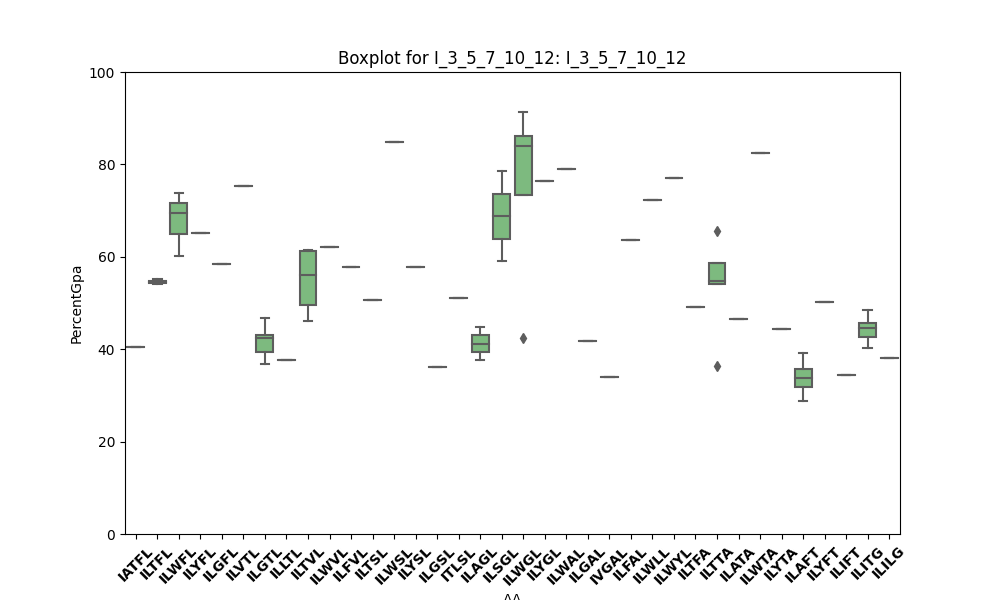 Boxplot for I_3_5_7_10_12: I_3_5_7_10_12
100
80
60
40
20
0
PercentGpa
IATFL
ILTFL
ILWFL
ILYFL
ILGFL
ILVTL
ILGTL
ILLTL
ILTVL
ILWVL
ILFVL
ILTSL
ILWSL
ILYSL
ILGSL
ITLSL
ILAGL
ILSGL
ILWGL
ILYGL
ILWAL
ILGAL
IVGAL
ILFAL
ILWLL
ILWYL
ILTFA
ILTTA
ILATA
ILWTA
ILYTA
ILAFT
ILYFT
ILIFT
ILITG
ILILG